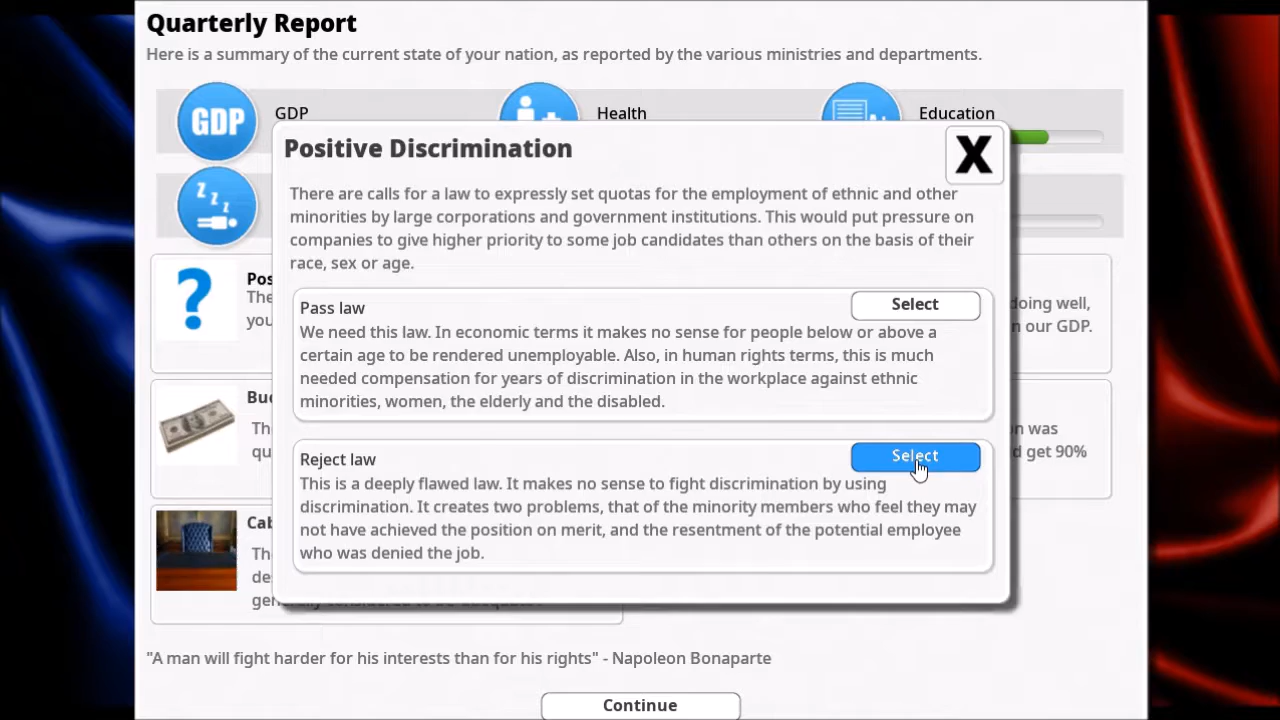 Quarterly Report
Here is a summary of the current state of your nation, as reported by the various ministries and departments.
GDP
GDP
Health
Education
Positive Discrimination
X
There are calls for a law to expressly set quotas for the employment of ethnic and other
minorities by large corporations and government institutions. This would put pressure on
companies to give higher priority to some job candidates than others on the basis of their
race, sex or age.
Pass law
Select
We need this law. In economic terms it makes no sense for people below or above a
certain age to be rendered unemployable. Also, in human rights terms, this is much
needed compensation for years of discrimination in the workplace against ethnic
minorities, women, the elderly and the disabled.
Reject law
Select
This is a deeply flawed law. It makes no sense to fight discrimination by using
discrimination. It creates two problems, that of the minority members who feel they may
not have achieved the position on merit, and the resentment of the potential employee
who was denied the job.
z z z
Pos
The
you
doing well,
n our GDP.
Bu
Th
qu
n was
d get 90%
Cab
The
des
"A man will fight harder for his interests than for his rights" - Napoleon Bonaparte
Continue